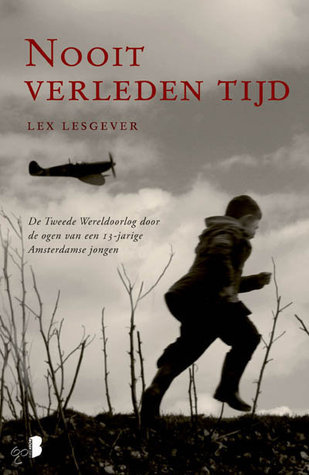 NOOIT
VERLEDEN TIJD
LEX LESGEVER
De Tweede Wereldoorlog door
de ogen van een 13-jarige
Amsterdamse jongen
B